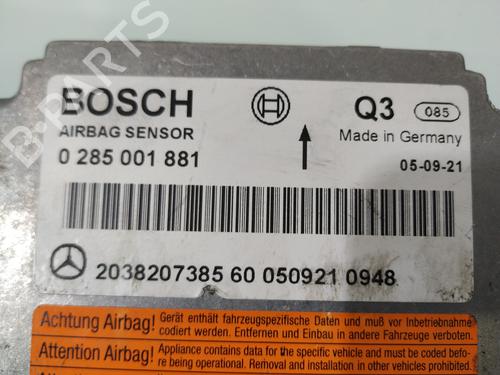 BOSCH
Q3 085
AIRBAG SENSOR
Made in Germany
0 285 001 881
05-09-21
2038207385 60 050921 0948
Achtung Airbag! Gerät enthält fahrzeugspezifische Daten und muß vor Inbetriebnahme
codiert werden. Entfernen und Einbau in andere Fahrzeuge verboten.
Attention Airbag! Appliance contains data for the specific vehicle and must be coded befo-
re being operated. Removal and installation in other vehicles
B-PARTS